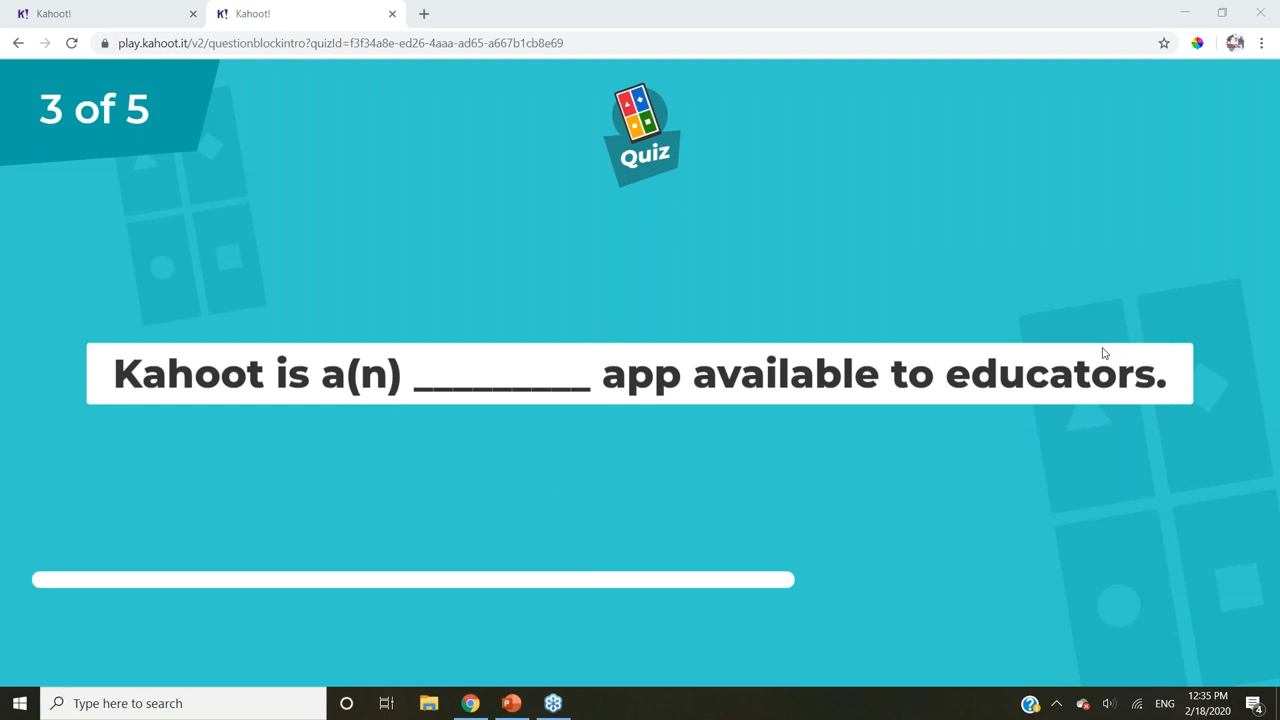 Kahoot!
Kahoot!
play.kahoot.it/v2/questionblockintro?quizId=f3f34a8e-ed26-4aaa-ad65-a667b1cb8e69
3 of 5
Quiz
Kahoot is a(n) _________ app available to educators.
Type here to search
ENG
12:35 PM
2/18/2020
4